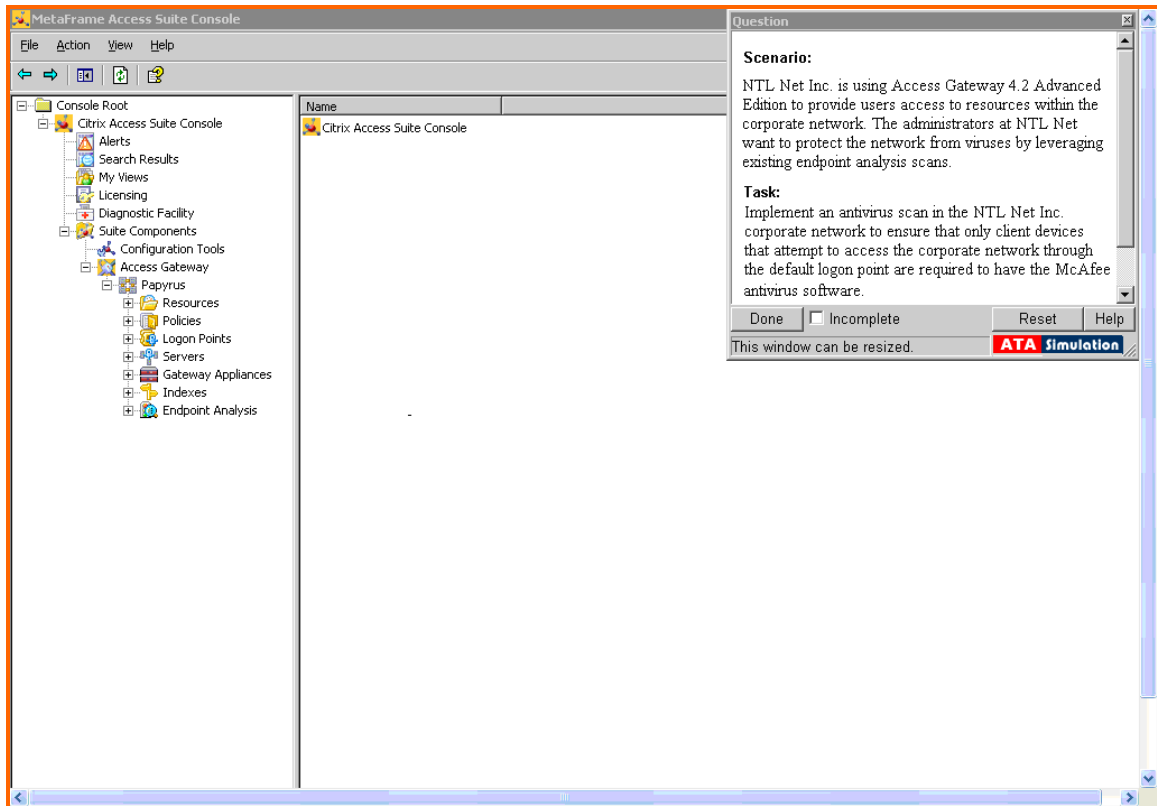 MetaFrame Access Suite Console
File Action View Help
Console Root
Citrix Access Suite Console
Alerts
Search Results
My Views
Licensing
Diagnostic Facility
Suite Components
Configuration Tools
Access Gateway
Papyrus
Resources
Policies
Logon Points
Servers
Gateway Appliances
Indexes
Endpoint Analysis
Name
Citrix Access Suite Console
Question
Scenario:
NTL Net Inc. is using Access Gateway 4.2 Advanced
Edition to provide users access to resources within the
corporate network. The administrators at NTL Net
want to protect the network from viruses by leveraging
existing endpoint analysis scans.
Task:
Implement an antivirus scan in the NTL Net Inc.
corporate network to ensure that only client devices
that attempt to access the corporate network through
the default logon point are required to have the McAfee
antivirus software.
Done Incomplete Reset Help
This window can be resized. ATA Simulation